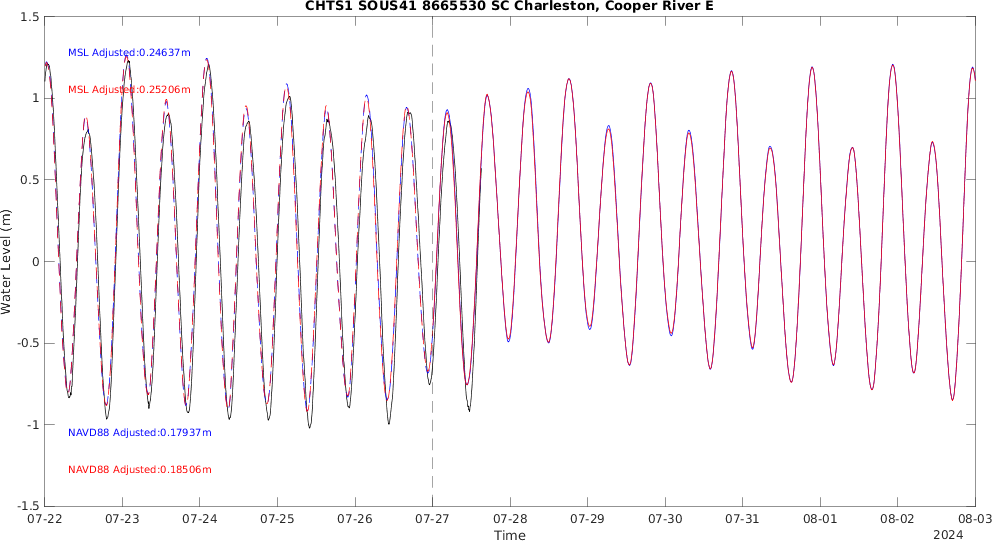 CHTS1 SOUS41 8665530 SC Charleston, Cooper River E
1.5
MSL Adjusted:0.24637m
MSL Adjusted:0.25206m
1
0.5
Water Level (m)
0
-0.5
-1
NAVD88 Adjusted:0.17937m
NAVD88 Adjusted:0.18506m
-1.5
07-22 07-23 07-24 07-25 07-26 07-27 07-28 07-29 07-30 07-31 08-01 08-02 08-03
Time
2024